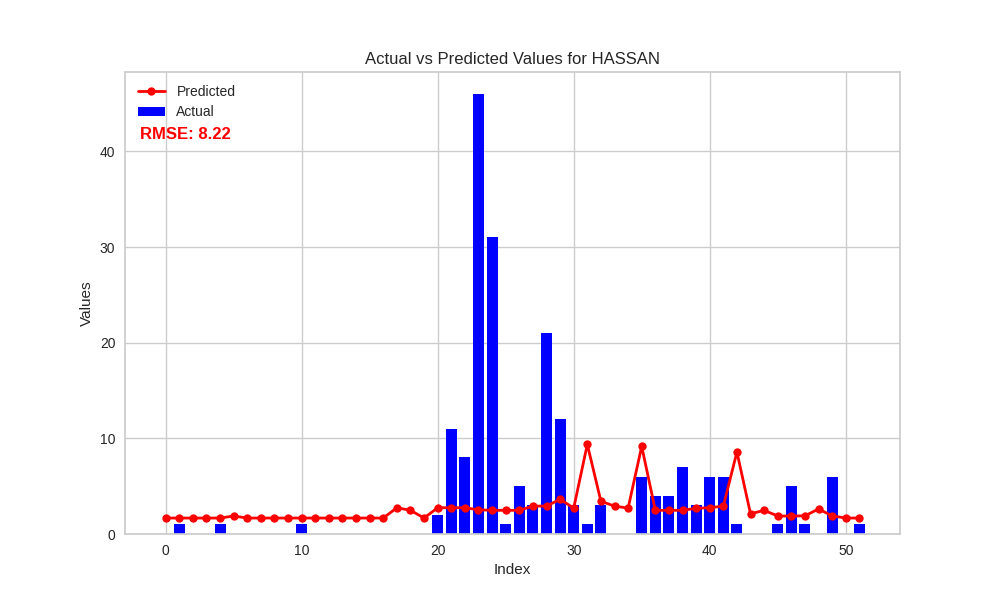 Actual vs Predicted Values for HASSAN
Predicted
Actual
RMSE: 8.22
40
30
20
10
0
Values
0 10 20 30 40 50
Index